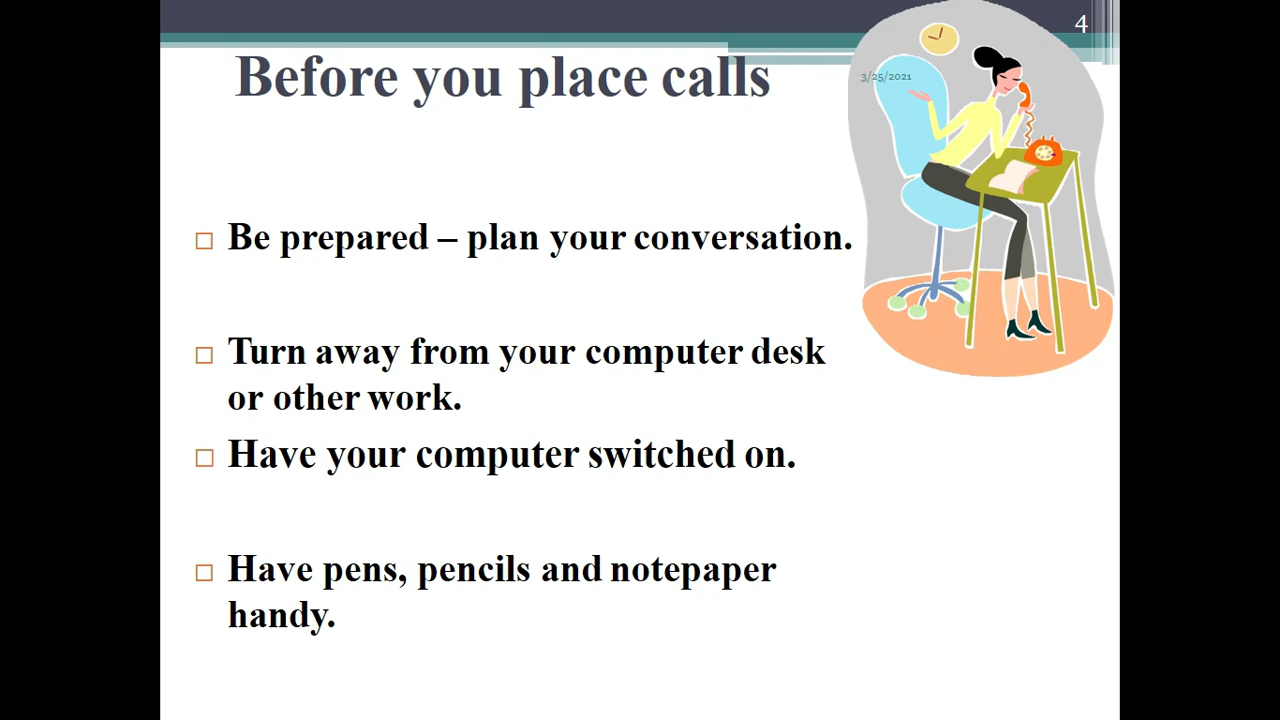 4
Before you place calls
3/25/2021
Be prepared – plan your conversation.
Turn away from your computer desk
or other work.
Have your computer switched on.
Have pens, pencils and notepaper
handy.